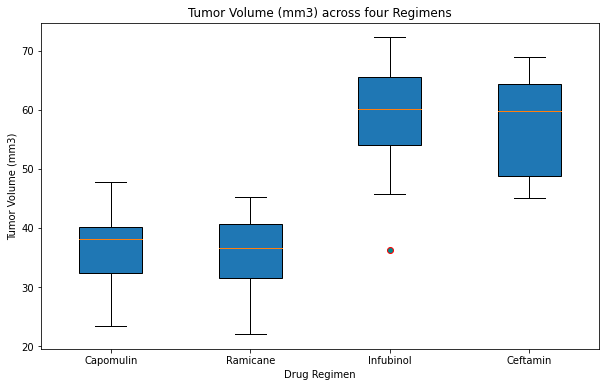 Tumor Volume (mm3) across four Regimens
70
60
50
40
30
20
Tumor Volume (mm3)
Capomulin Ramicane Infubinol Ceftamin
Drug Regimen